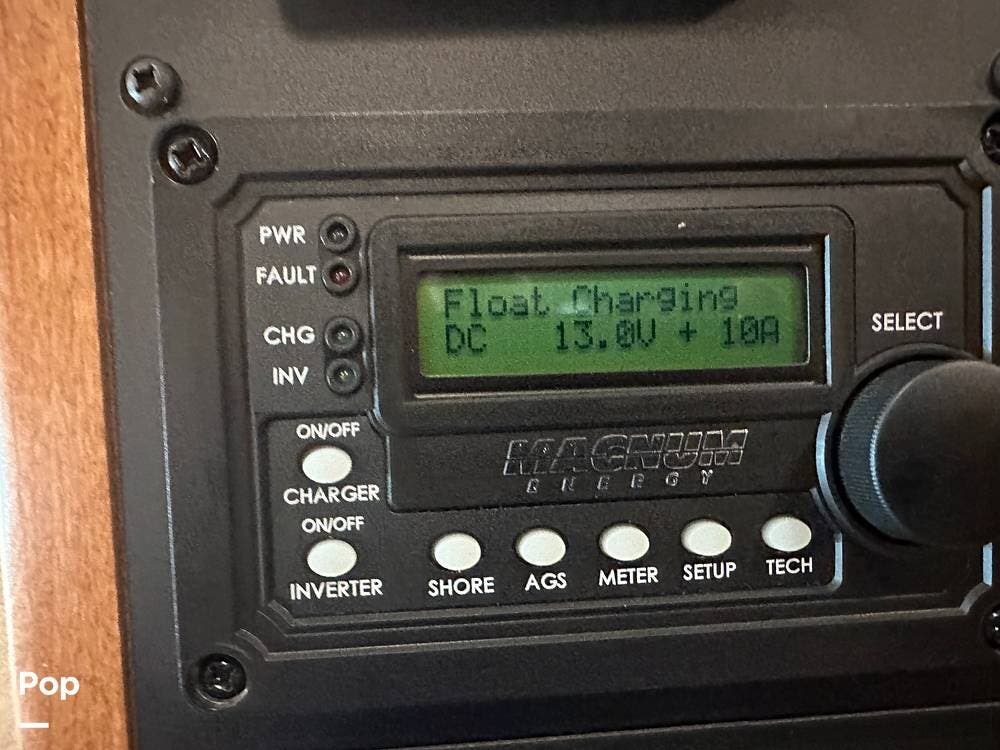 PWR
FAULT
CHG
INV
Float Charging
DC 13.0V + 10A
SELECT
MAGNUM
ENERGY
ON/OFF
CHARGER
ON/OFF
INVERTER
SHORE
AGS
METER
SETUP
TECH
Pop